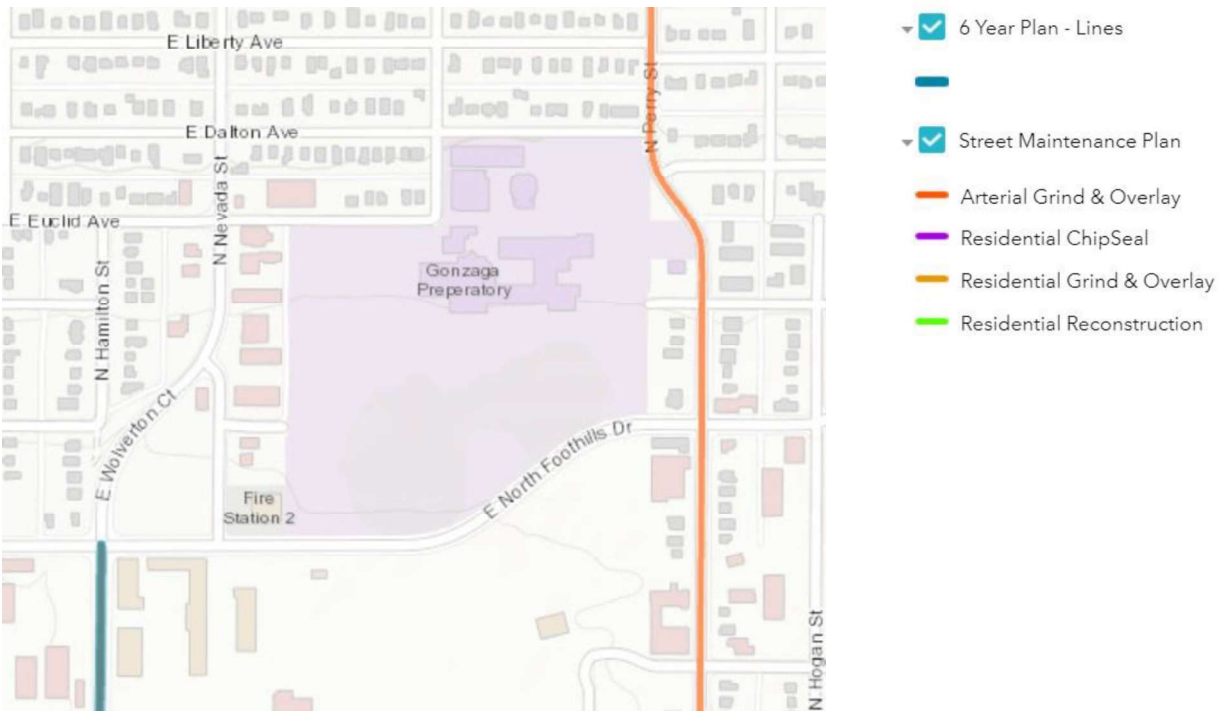 E Liberty Ave
N Perry St
E Dalton Ave
N Nevada St
E Euclid Ave
Gonzaga
Preperatory
N Hamilton St
E Wolverton Ct
E North Foothills Dr
Fire
Station 2
N Hogan St
6 Year Plan - Lines
Street Maintenance Plan
Arterial Grind & Overlay
Residential ChipSeal
Residential Grind & Overlay
Residential Reconstruction